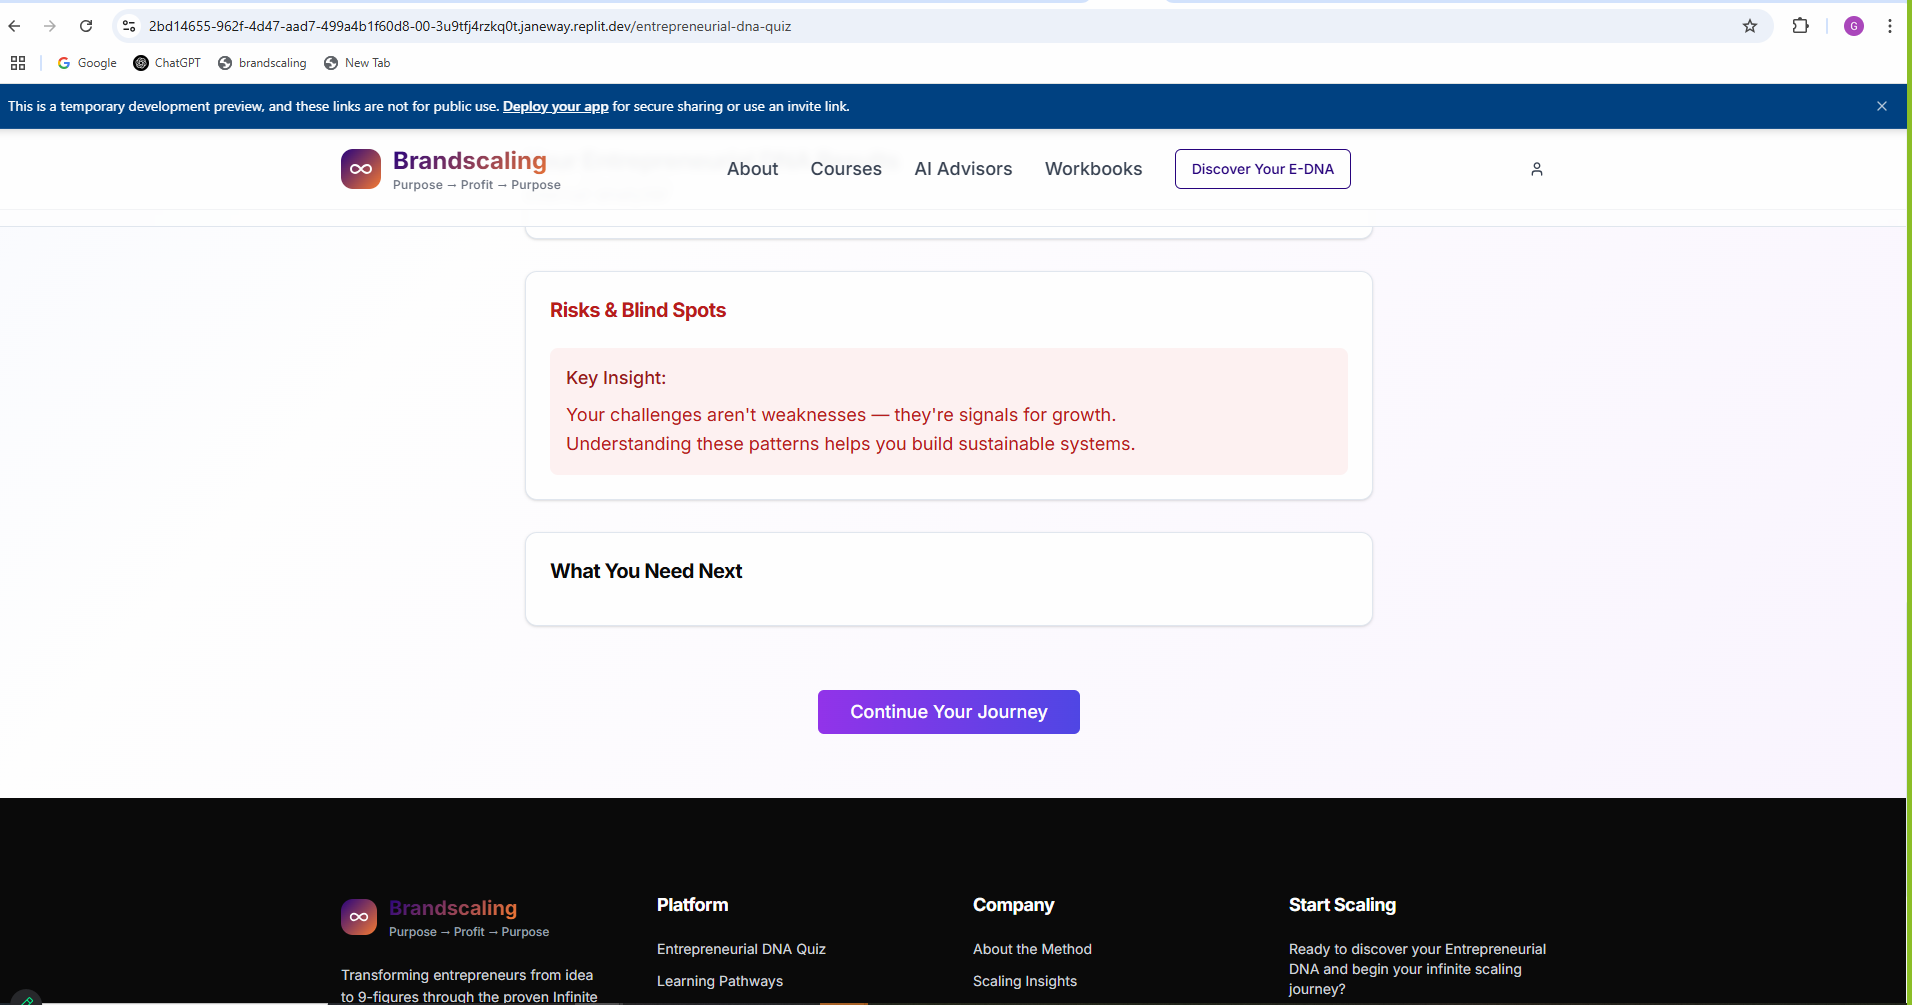 2bd14655-962f-4d47-aad7-499a4b1f60d8-00-3u9tfj4rzkq0t.janeway.replit.dev/entrepreneurial-dna-quiz
G
Google
ChatGPT
brandscaling
New Tab
This is a temporary development preview, and these links are not for public use. Deploy your app for secure sharing or use an invite link.
Brandscaling
Purpose → Profit → Purpose
About
Courses
AI Advisors
Workbooks
Discover Your E-DNA
Risks & Blind Spots
Key Insight:
Your challenges aren't weaknesses — they're signals for growth.
Understanding these patterns helps you build sustainable systems.
What You Need Next
Continue Your Journey
Brandscaling
Purpose → Profit → Purpose
Transforming entrepreneurs from idea
to 9-figures through the proven Infinite
Platform
Entrepreneurial DNA Quiz
Learning Pathways
Company
About the Method
Scaling Insights
Start Scaling
Ready to discover your Entrepreneurial
DNA and begin your infinite scaling
journey?